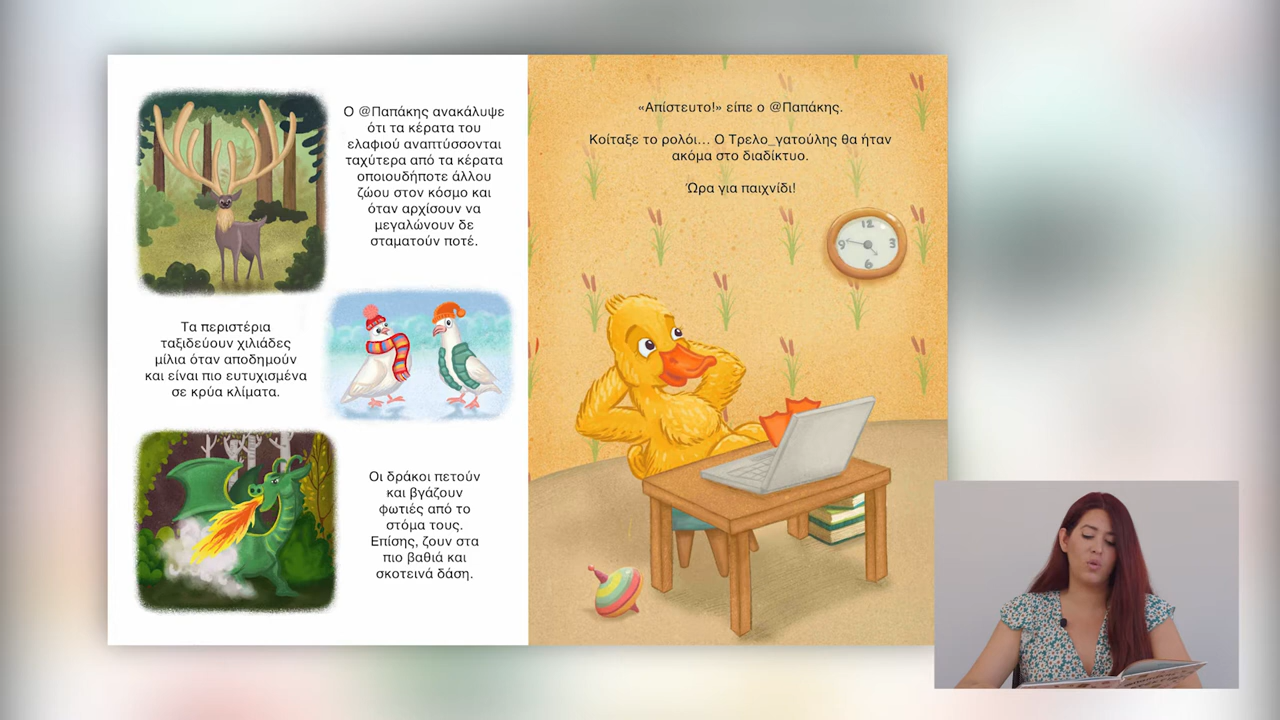 Ο @Παπάκης ανακάλυψε
ότι τα κέρατα του
ελαφιού αναπτύσσονται
ταχύτερα από τα κέρατα
οποιουδήποτε άλλου
ζώου στον κόσμο και
όταν αρχίσουν να
μεγαλώνουν δε
σταματούν ποτέ.
Τα περιστέρια
ταξιδεύουν χιλιάδες
μίλια όταν αποδημούν
και είναι πιο ευτυχισμένα
σε κρύα κλίματα.
Οι δράκοι πετούν
και βγάζουν
φωτιές από το
στόμα τους.
Επίσης, ζουν στα
πιο βαθιά και
σκοτεινά δάση.
«Απίστευτο!» είπε ο @Παπάκης.
Κοίταξε το ρολόι... Ο Τρελο_γατούλης θα ήταν
ακόμα στο διαδίκτυο.
Ώρα για παιχνίδι!
12
9 3
6